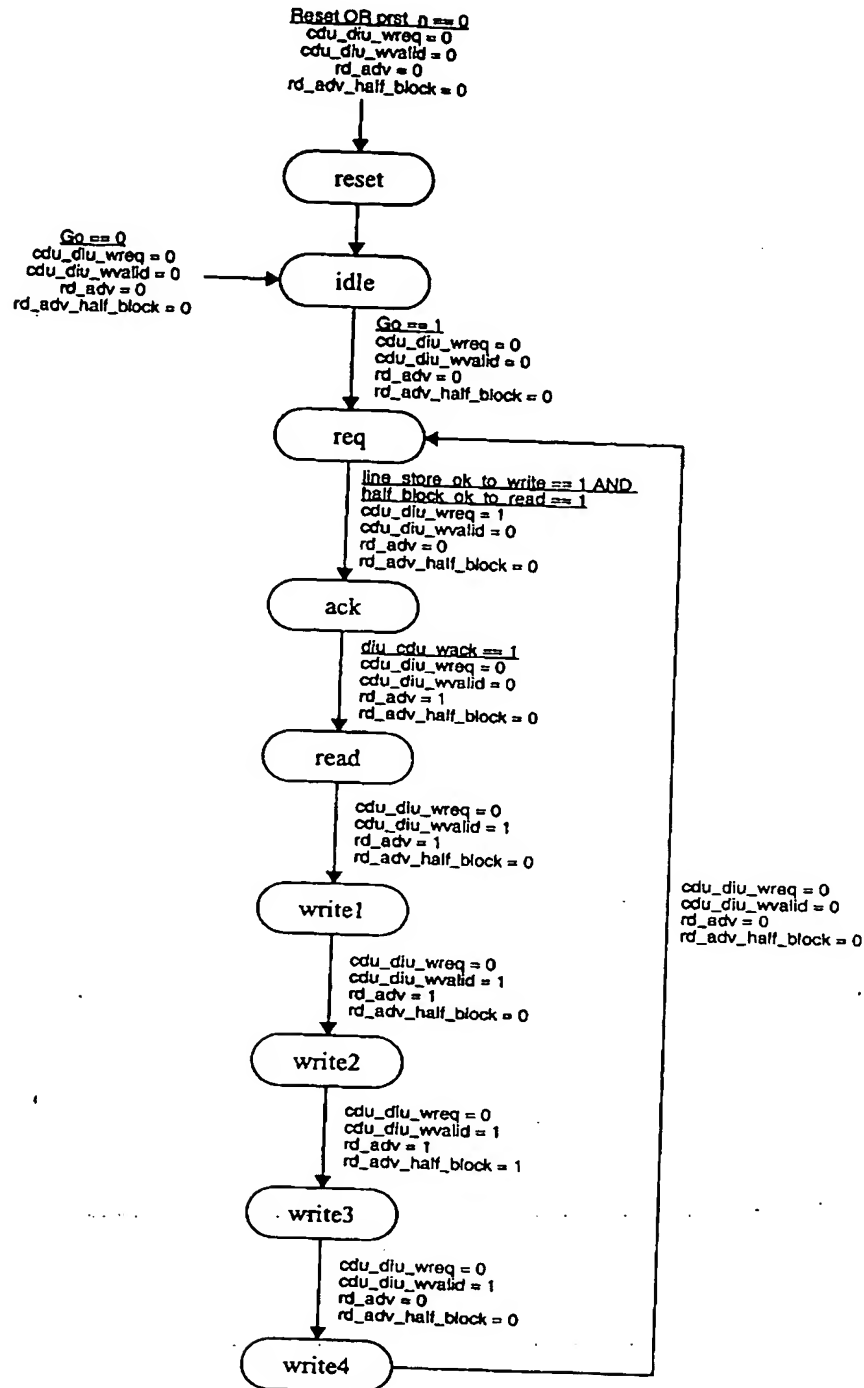 Reset OR prst_n == 0
cdu_diu_wreq = 0
cdu_diu_wvalid = 0
rd_adv = 0
rd_adv_half_block = 0
reset
Go == 0
cdu_diu_wreq = 0
cdu_diu_wvalid = 0
rd_adv = 0
rd_adv_half_block = 0
idle
Go == 1
cdu_diu_wreq = 0
cdu_diu_wvalid = 0
rd_adv = 0
rd_adv_half_block = 0
req
line_store_ok_to_write == 1 AND
half_block_ok_to_read == 1
cdu_diu_wreq = 1
cdu_diu_wvalid = 0
rd_adv = 0
rd_adv_half_block = 0
ack
diu_cdu_wack == 1
cdu_diu_wreq = 0
cdu_diu_wvalid = 0
rd_adv = 1
rd_adv_half_block = 0
read
cdu_diu_wreq = 0
cdu_diu_wvalid = 1
rd_adv = 1
rd_adv_half_block = 0
cdu_diu_wreq = 0
cdu_diu_wvalid = 0
rd_adv = 0
rd_adv_half_block = 0
write1
cdu_diu_wreq = 0
cdu_diu_wvalid = 1
rd_adv = 1
rd_adv_half_block = 0
write2
cdu_diu_wreq = 0
cdu_diu_wvalid = 1
rd_adv = 1
rd_adv_half_block = 1
write3
cdu_diu_wreq = 0
cdu_diu_wvalid = 1
rd_adv = 0
rd_adv_half_block = 0
write4